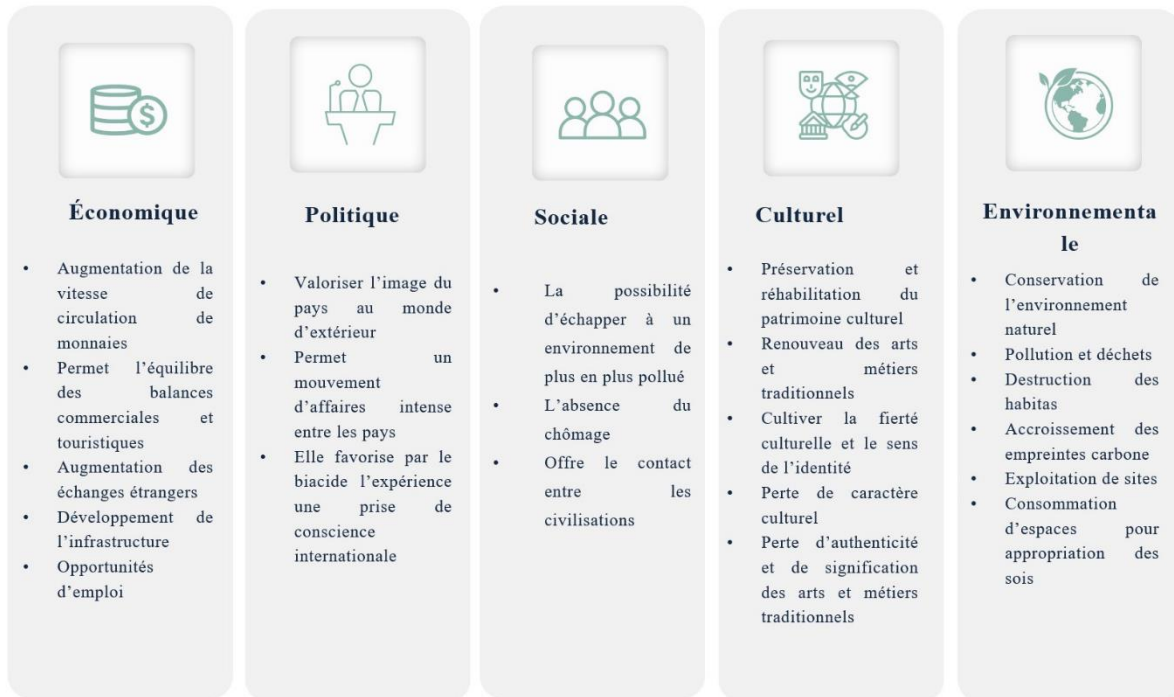 Économique
Augmentation de la
vitesse de
circulation de
monnaies
Permet l'équilibre
des balances
commerciales et
touristiques
Augmentation des
échanges étrangers
Développement de
l'infrastructure
Opportunités
d'emploi
Politique
Valoriser l'image du
pays au monde
d'extérieur
Permet un
mouvement
d'affaires intense
entre les pays
Elle favorise par le
biacide l'expérience
une prise de
conscience
internationale
Sociale
La possibilité
d'échapper à un
environnement de
plus en plus pollué
L'absence du
chômage
Offre le contact
entre les
civilisations
Culturel
Préservation et
réhabilitation du
patrimoine culturel
Renouveau des arts
et métiers
traditionnels
Cultiver la fierté
culturelle et le sens
de l'identité
Perte de caractère
culturel
Perte d'authenticité
et de signification
des arts et métiers
traditionnels
Environnementa
le
Conservation de
l'environnement
naturel
Pollution et déchets
Destruction des
habitas
Accroissement des
empreintes carbone
Exploitation de sites
Consommation
d'espaces pour
appropriation des
sois